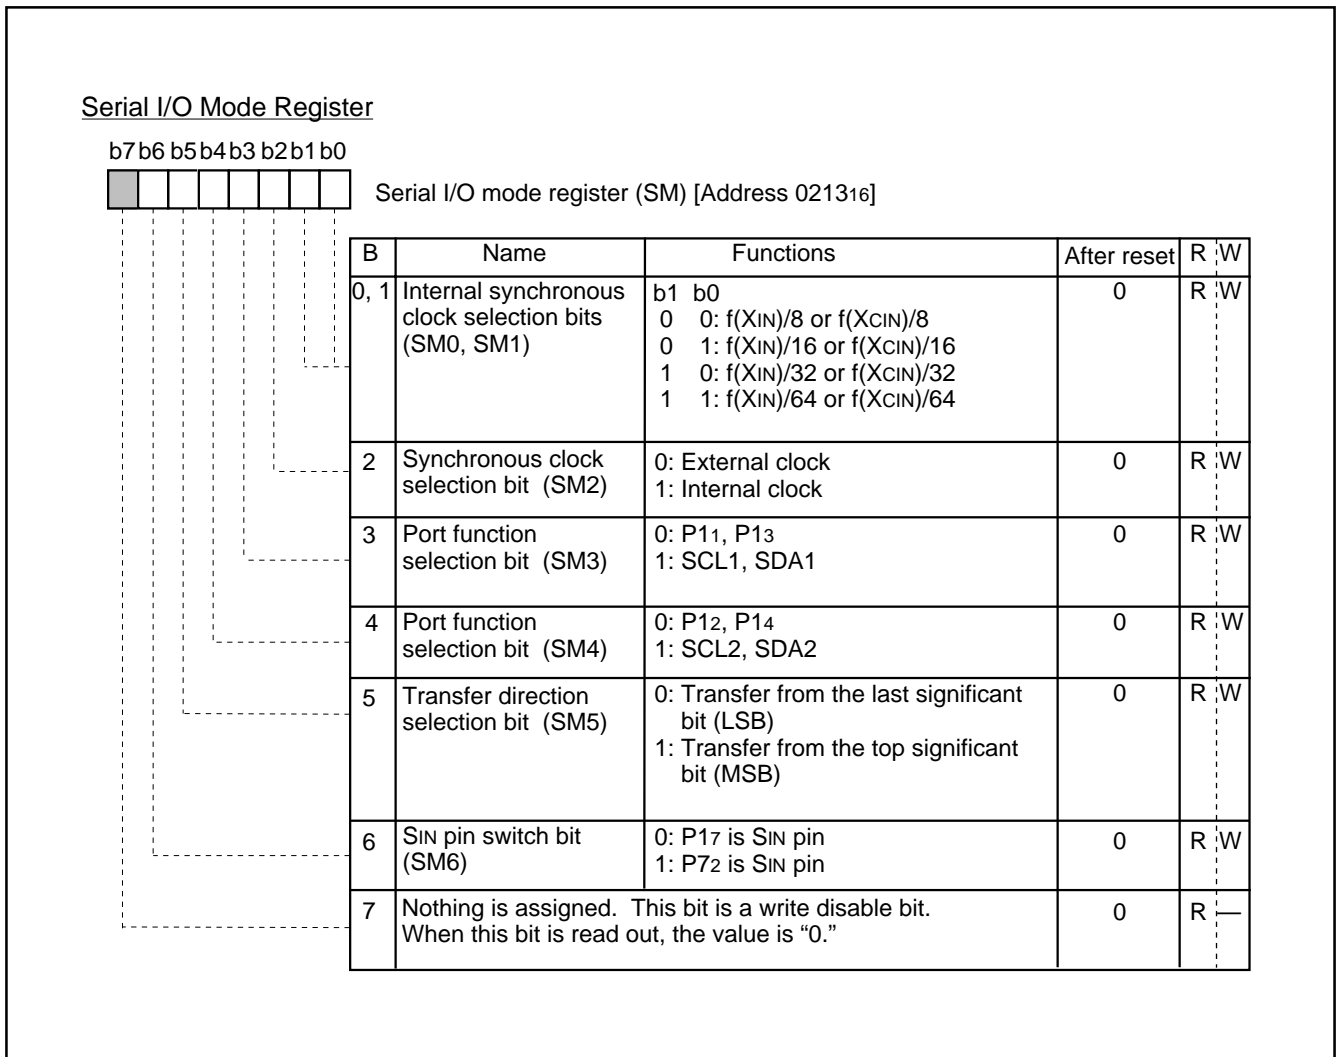 Serial I/O Mode Register
b7 b6 b5 b4 b3 b2 b1 b0
Serial I/O mode register (SM) [Address 021316]
B Name Functions After reset R W
0, 1 Internal synchronous clock selection bits (SM0, SM1) 0 R W
b1 b0
0 0: f(XIN)/8 or f(XCIN)/8
0 1: f(XIN)/16 or f(XCIN)/16
1 0: f(XIN)/32 or f(XCIN)/32
1 1: f(XIN)/64 or f(XCIN)/64
2 Synchronous clock selection bit (SM2) 0 R W
0: External clock
1: Internal clock
3 Port function selection bit (SM3) 0 R W
0: P11, P13
1: SCL1, SDA1
4 Port function selection bit (SM4) 0 R W
0: P12, P14
1: SCL2, SDA2
5 Transfer direction selection bit (SM5) 0 R W
0: Transfer from the last significant
bit (LSB)
1: Transfer from the top significant
bit (MSB)
6 SIN pin switch bit (SM6) 0 R W
0: P17 is SIN pin
1: P72 is SIN pin
7 Nothing is assigned. This bit is a write disable bit. 0 R —
When this bit is read out, the value is “0.”